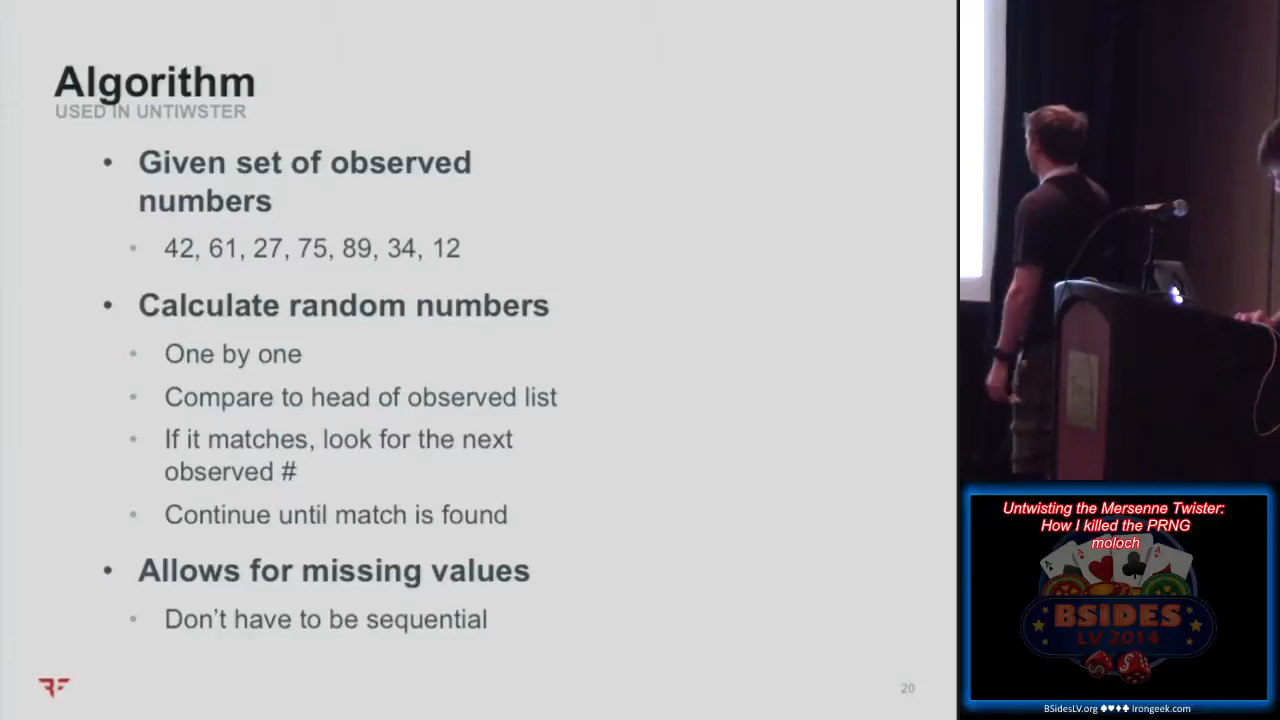 Algorithm
USED IN UNTIWSTER
• Given set of observed
numbers
• 42, 61, 27, 75, 89, 34, 12
• Calculate random numbers
• One by one
• Compare to head of observed list
• If it matches, look for the next
observed #
• Continue until match is found
• Allows for missing values
• Don’t have to be sequential
20
Untwisting the Mersenne Twister:
How I killed the PRNG
moloch
BSIDES
LV 2014
BSidesLV.org ♠♥♦♣ Irongeek.com